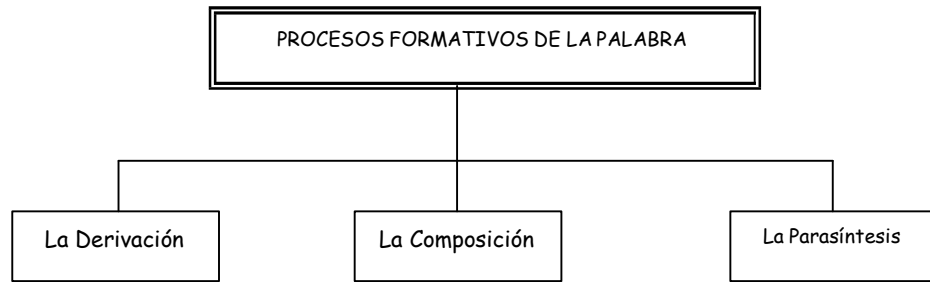 PROCESOS FORMATIVOS DE LA PALABRA
La Derivación
La Composición
La Parasíntesis